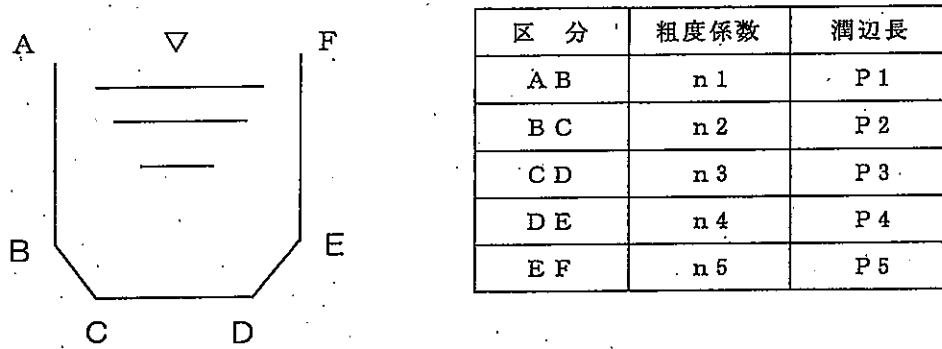 A ▽ F
B E
C D
区 分 粗度係数 潤辺長
AB n1 P1
BC n2 P2
CD n3 P3
DE n4 P4
EF n5 P5